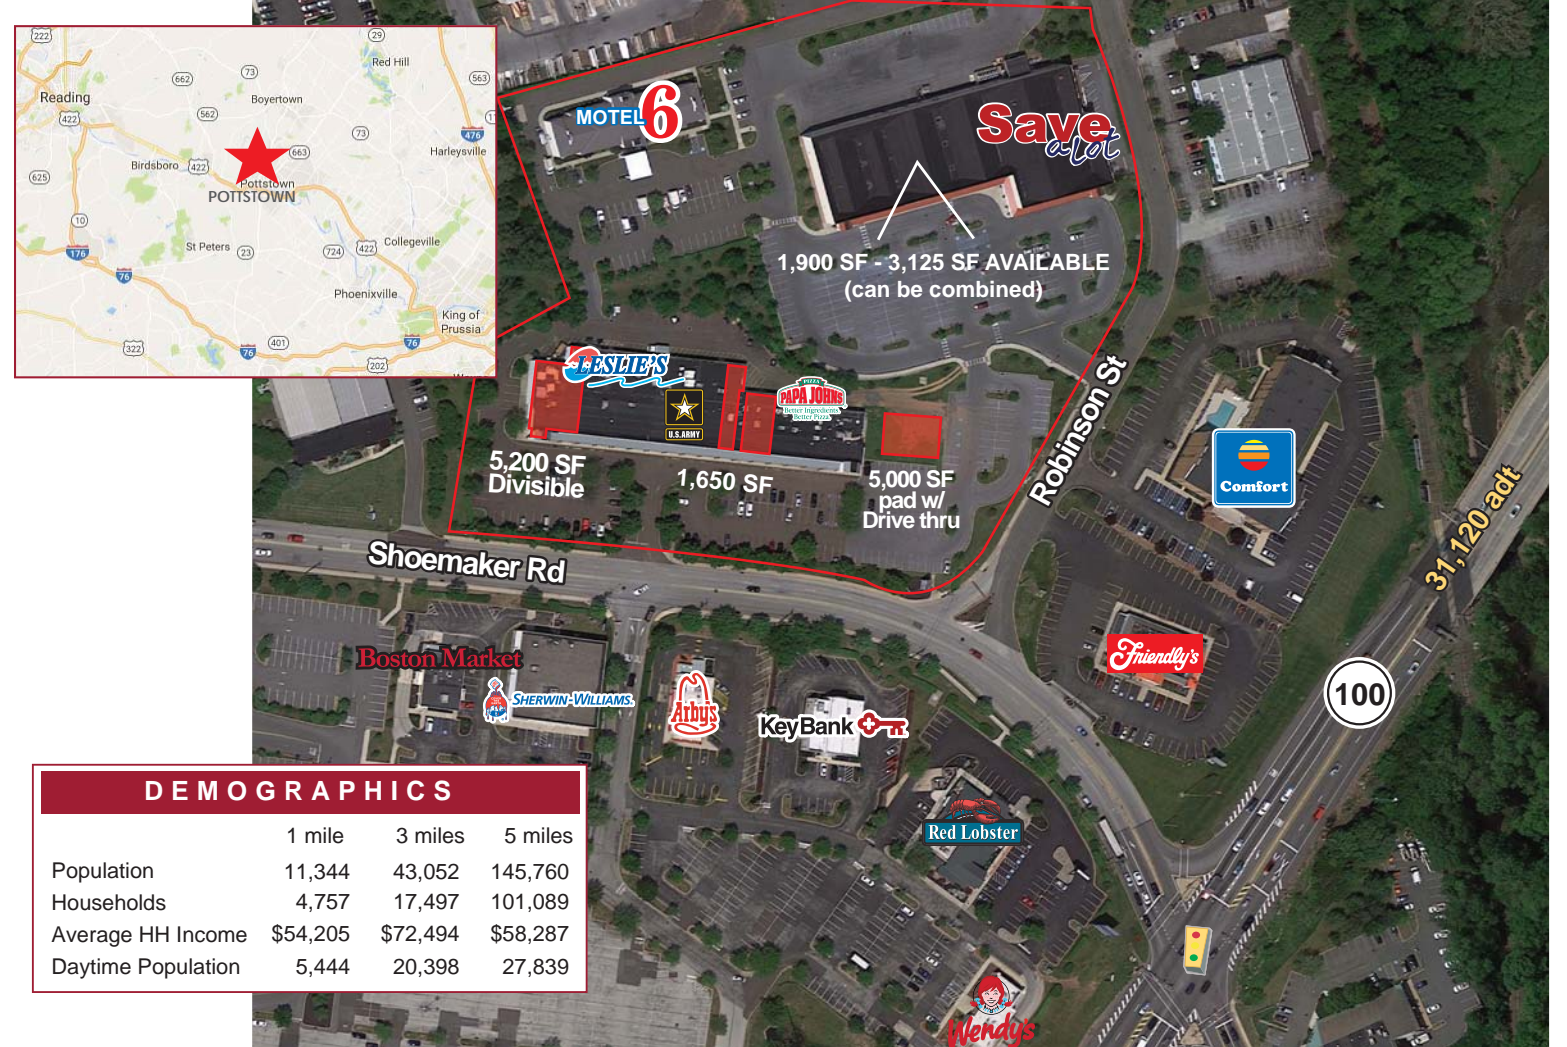 222
29
Red Hill
662
73
563
Reading
Boyertown
422
562
73
476
663
Harleysville
Birdsboro
422
625
Pottstown
POTTSTOWN
10
St Peters
23
724
422
Collegeville
176
76
Phoenixville
King of
Prussia
322
76
401
76
202
MOTEL 6
Save
a lot
1,900 SF - 3,125 SF AVAILABLE
(can be combined)
LESLIE'S
U.S.ARMY
PIZZA
PAPA JOHNS
Better Ingredients.
Better Pizza.
5,200 SF
Divisible
1,650 SF
5,000 SF
pad w/
Drive thru
Robinson St
Comfort
31,120 adt
Shoemaker Rd
Friendly's
Boston Market
SHERWIN-WILLIAMS.
Arby's
KeyBank
100
Red Lobster
Wendy's
DEMOGRAPHICS
1 mile 3 miles 5 miles
Population 11,344 43,052 145,760
Households 4,757 17,497 101,089
Average HH Income $54,205 $72,494 $58,287
Daytime Population 5,444 20,398 27,839